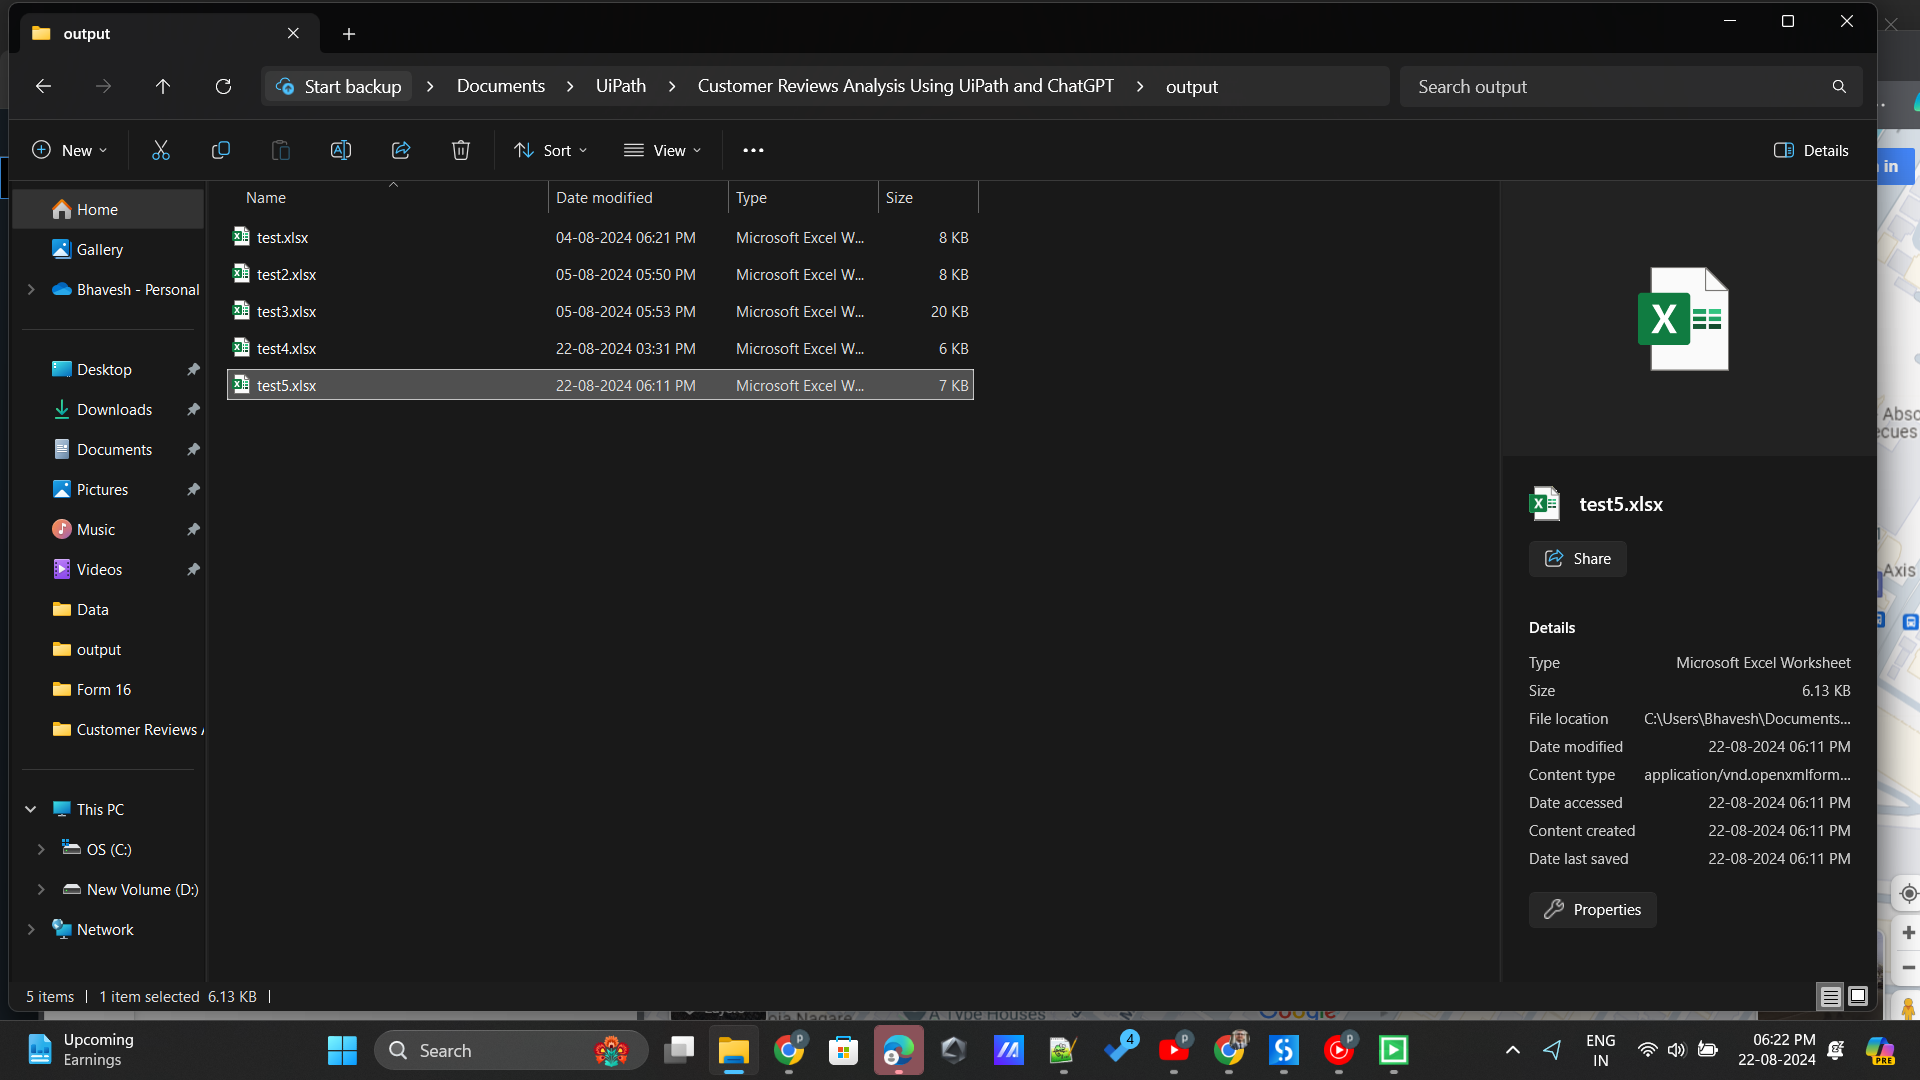 output
Start backup > Documents > UiPath > Customer Reviews Analysis Using UiPath and ChatGPT > output
Search output
New
Sort
View
Details
Name Date modified Type Size
test.xlsx 04-08-2024 06:21 PM Microsoft Excel W... 8 KB
test2.xlsx 05-08-2024 05:50 PM Microsoft Excel W... 8 KB
test3.xlsx 05-08-2024 05:53 PM Microsoft Excel W... 20 KB
test4.xlsx 22-08-2024 03:31 PM Microsoft Excel W... 6 KB
test5.xlsx 22-08-2024 06:11 PM Microsoft Excel W... 7 KB
Home
Gallery
Bhavesh - Personal
Desktop
Downloads
Documents
Pictures
Music
Videos
Data
output
Form 16
Customer Reviews
This PC
OS (C:)
New Volume (D:)
Network
test5.xlsx
Share
Details
Type Microsoft Excel Worksheet
Size 6.13 KB
File location C:\Users\Bhavesh\Documents...
Date modified 22-08-2024 06:11 PM
Content type application/vnd.openxmlform...
Date accessed 22-08-2024 06:11 PM
Content created 22-08-2024 06:11 PM
Date last saved 22-08-2024 06:11 PM
Properties
5 items | 1 item selected 6.13 KB |
in
Axis
Upcoming
Earnings
Search
4
ENG
IN
06:22 PM
22-08-2024
PRE